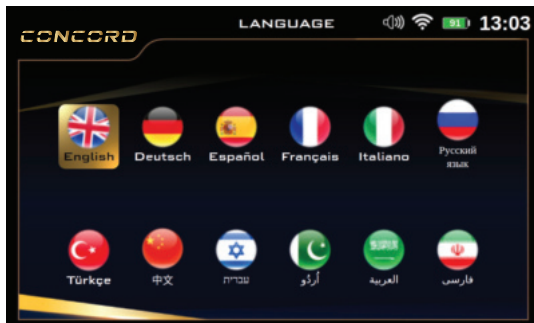 CONCORD
LANGUAGE
91
13:03
English
Deutsch
Español
Français
Italiano
Русский
язык
Türkçe
中文
עברית
اُردُو
العربية
فارسی